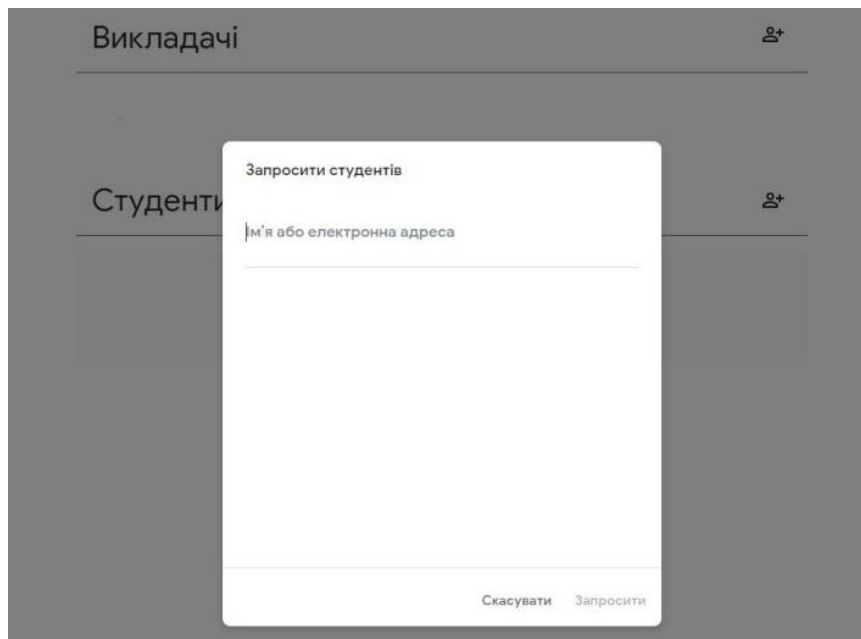 Викладачі
Запросити студентів
Студенти
Ім'я або електронна адреса
Скасувати Запросити